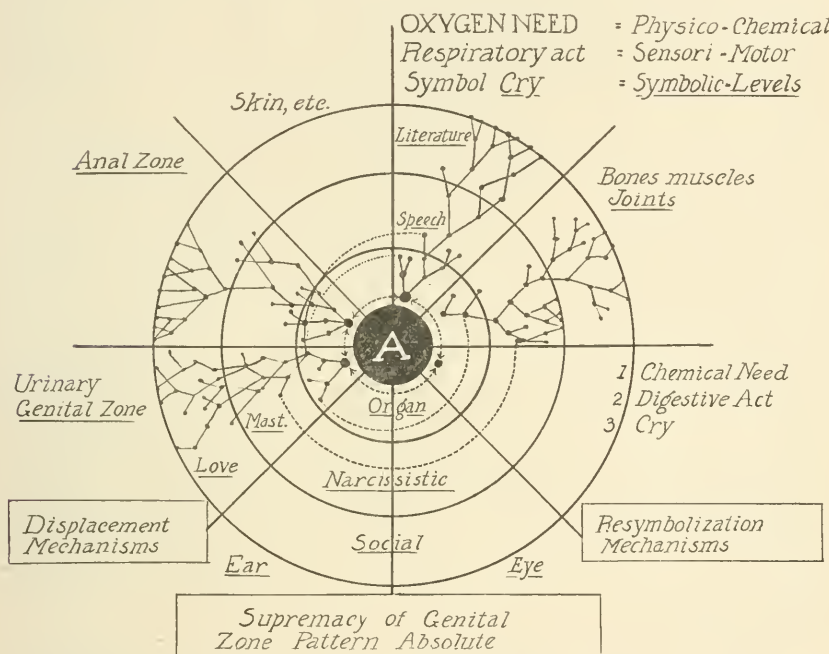 OXYGEN NEED = Physico-Chemical
Respiratory act = Sensori-Motor
Symbol Cry = Symbolic-Levels
Skin, etc.
Literature
Anal Zone
Bones muscles
Joints
Speech
A
Urinary
Genital Zone
1 Chemical Need
2 Digestive Act
3 Cry
Organ
Mast.
Love
Narcissistic
Displacement
Mechanisms
Resymbolization
Mechanisms
Social
Ear
Eye
Supremacy of Genital
Zone Pattern Absolute